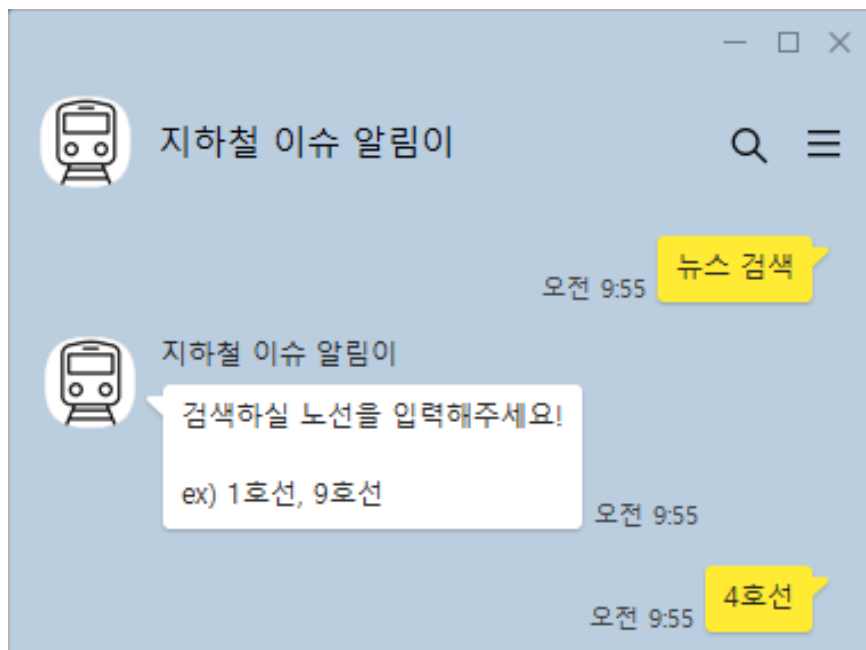 지하철 이슈 알림이
뉴스 검색
오전 9:55
지하철 이슈 알림이
검색하실 노선을 입력해주세요!
ex) 1호선, 9호선
오전 9:55
4호선
오전 9:55